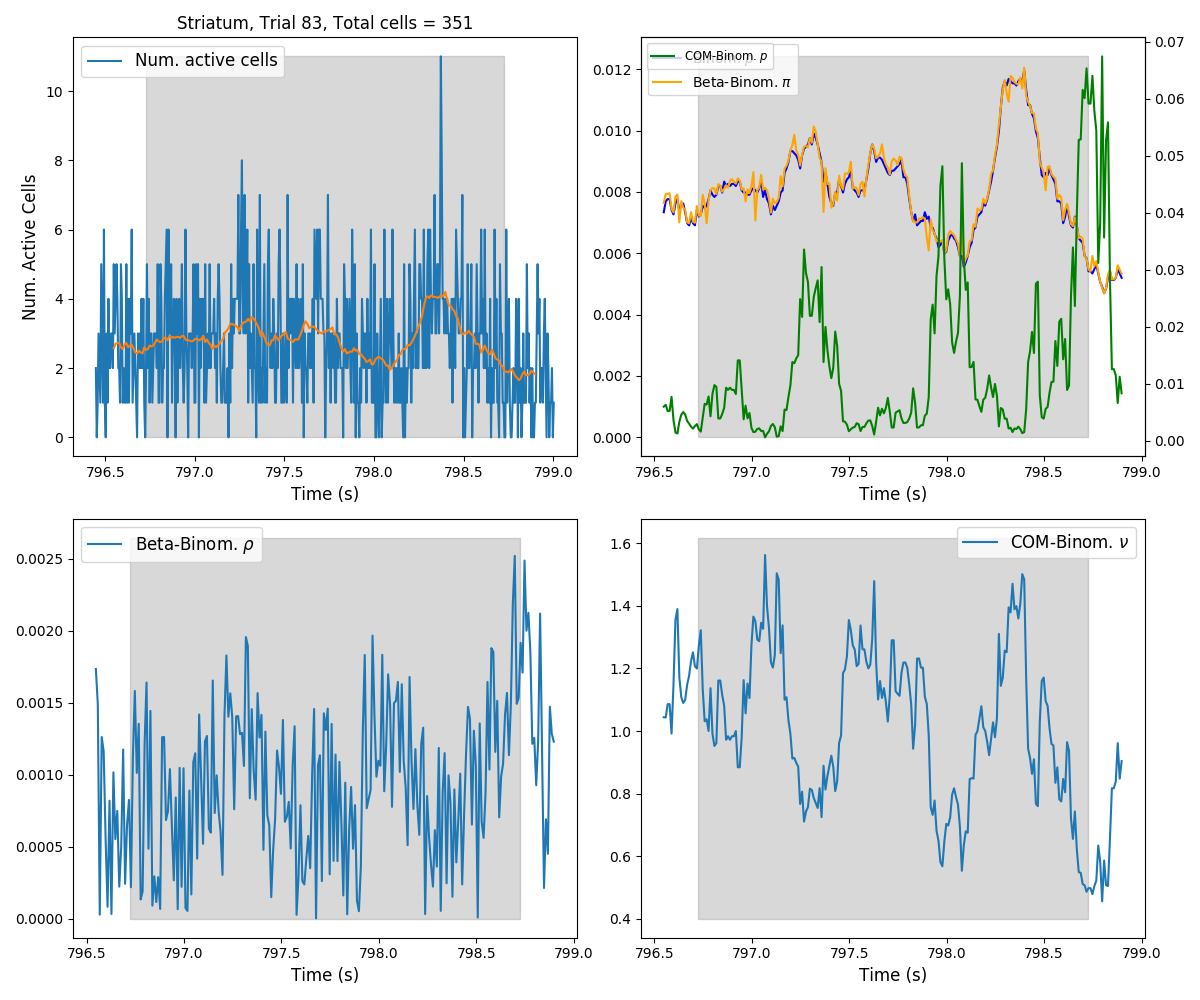 Striatum, Trial 83, Total cells = 351
Num. active cells
Num. Active Cells
10
8
6
4
2
0
796.5 797.0 797.5 798.0 798.5 799.0
Time (s)
COM-Binom. p
Beta-Binom. π
0.012
0.010
0.008
0.006
0.004
0.002
0.000
0.07
0.06
0.05
0.04
0.03
0.02
0.01
0.00
796.5 797.0 797.5 798.0 798.5 799.0
Time (s)
Beta-Binom. ρ
0.0025
0.0020
0.0015
0.0010
0.0005
0.0000
796.5 797.0 797.5 798.0 798.5 799.0
Time (s)
COM-Binom. ν
1.6
1.4
1.2
1.0
0.8
0.6
0.4
796.5 797.0 797.5 798.0 798.5 799.0
Time (s)